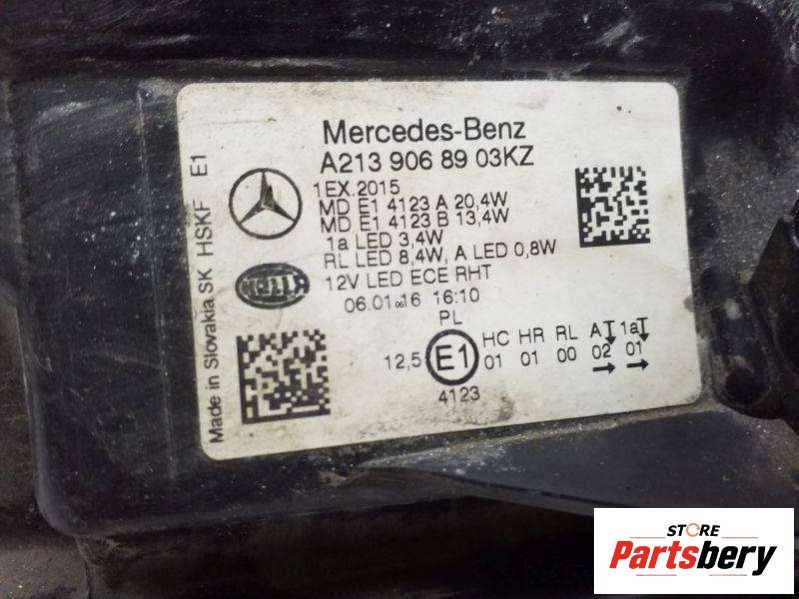 Mercedes-Benz
A213 906 89 03KZ
1EX.2015
MD E1 4123 A 20,4W
MD E1 4123 B 13,4W
1a LED 3,4W
RL LED 8,4W, A LED 0,8W
12V LED ECE RHT
06.01.16 16:10
PL
HC HR RL A 1a
12,5 E1 01 01 00 02 01
4123
Made in Slovakia.SK HSKF E1
STORE
Partsbery